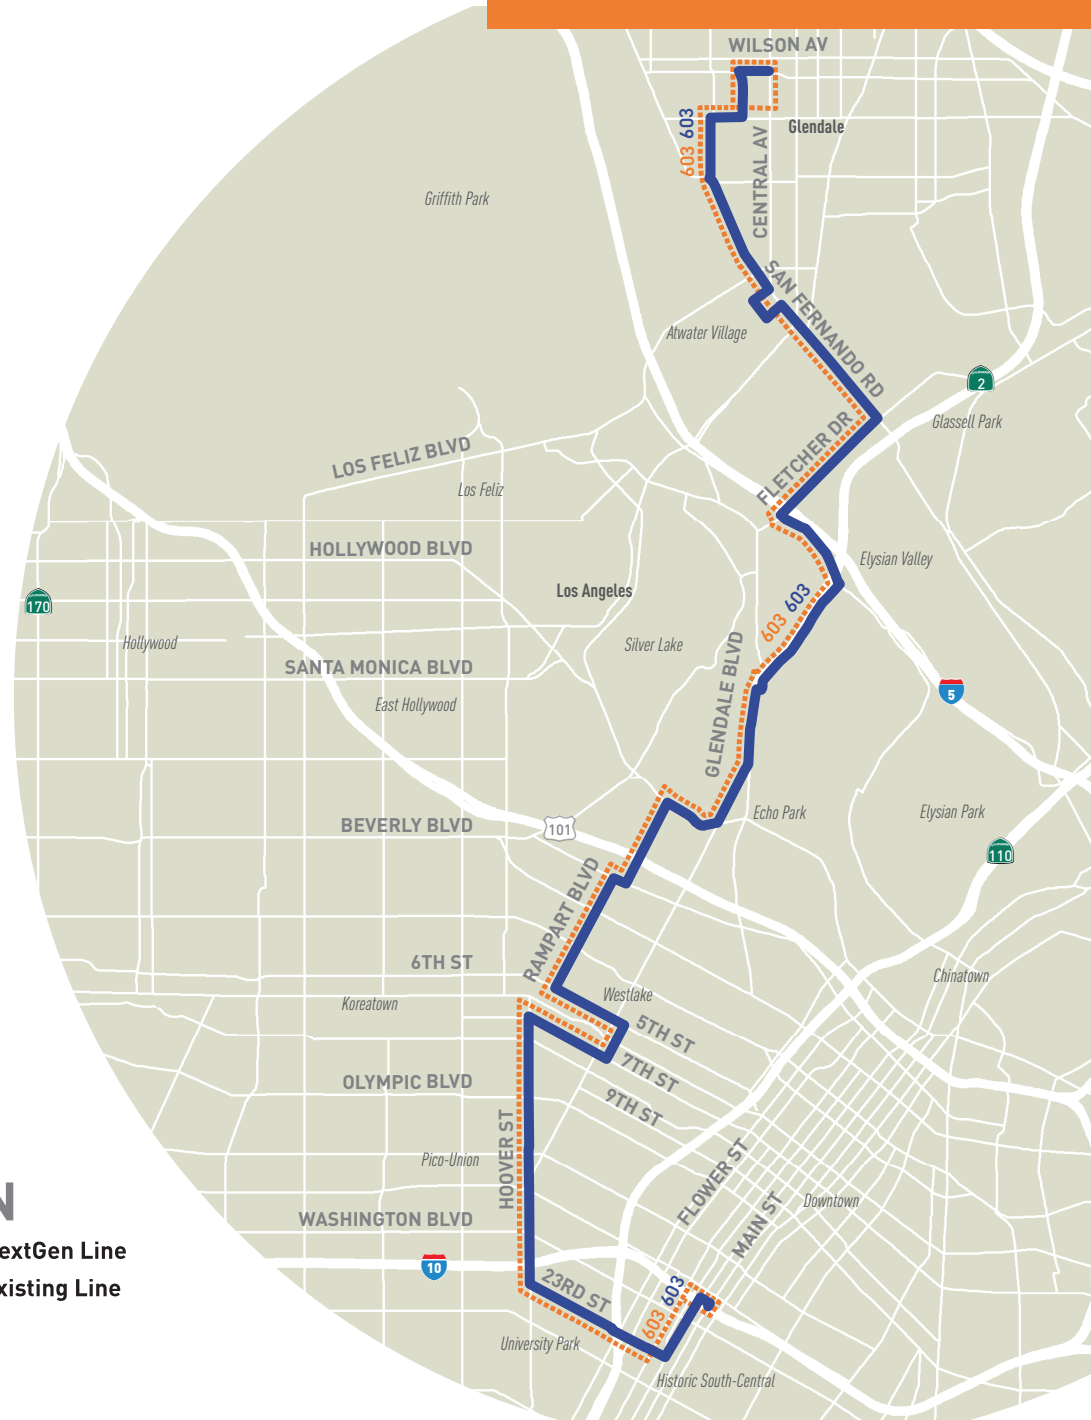 WILSON AV
Glendale
603 603
CENTRAL AV
Griffith Park
SAN FERNANDO RD
Atwater Village
2
Glassell Park
FLETCHER DR
LOS FELIZ BLVD
Los Feliz
HOLLYWOOD BLVD
Elysian Valley
Los Angeles
170
603 603
Hollywood
Silver Lake
SANTA MONICA BLVD
East Hollywood
5
GLENDALE BLVD
Echo Park
Elysian Park
BEVERLY BLVD
101
110
RAMPART BLVD
6TH ST
Koreatown
Westlake
Chinatown
5TH ST
7TH ST
OLYMPIC BLVD
9TH ST
HOOVER ST
Pico-Union
FLOWER ST
MAIN ST
Downtown
N
WASHINGTON BLVD
extGen Line
10
xisting Line
23RD ST
603 603
University Park
Historic South-Central